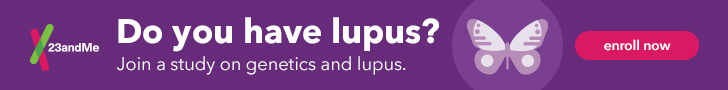 Do you have lupus?
23andMe
Join a study on genetics and lupus.
enroll now